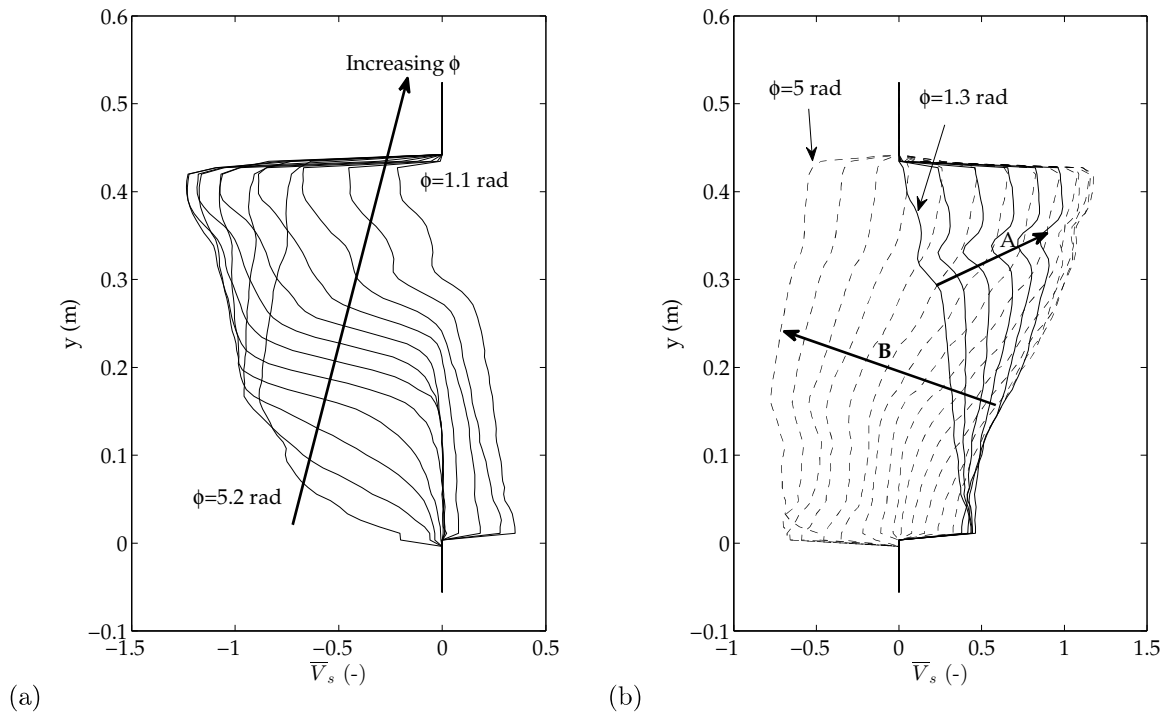 0.6
0.5
0.4
0.3
0.2
0.1
0
−0.1
−1.5
−1
−0.5
0
0.5
y (m)
V̅s (-)
Increasing ϕ
ϕ=1.1 rad
ϕ=5.2 rad
(a)
0.6
0.5
0.4
0.3
0.2
0.1
0
−0.1
−1
−0.5
0
0.5
1
1.5
y (m)
V̅s (-)
ϕ=5 rad
ϕ=1.3 rad
A
B
(b)